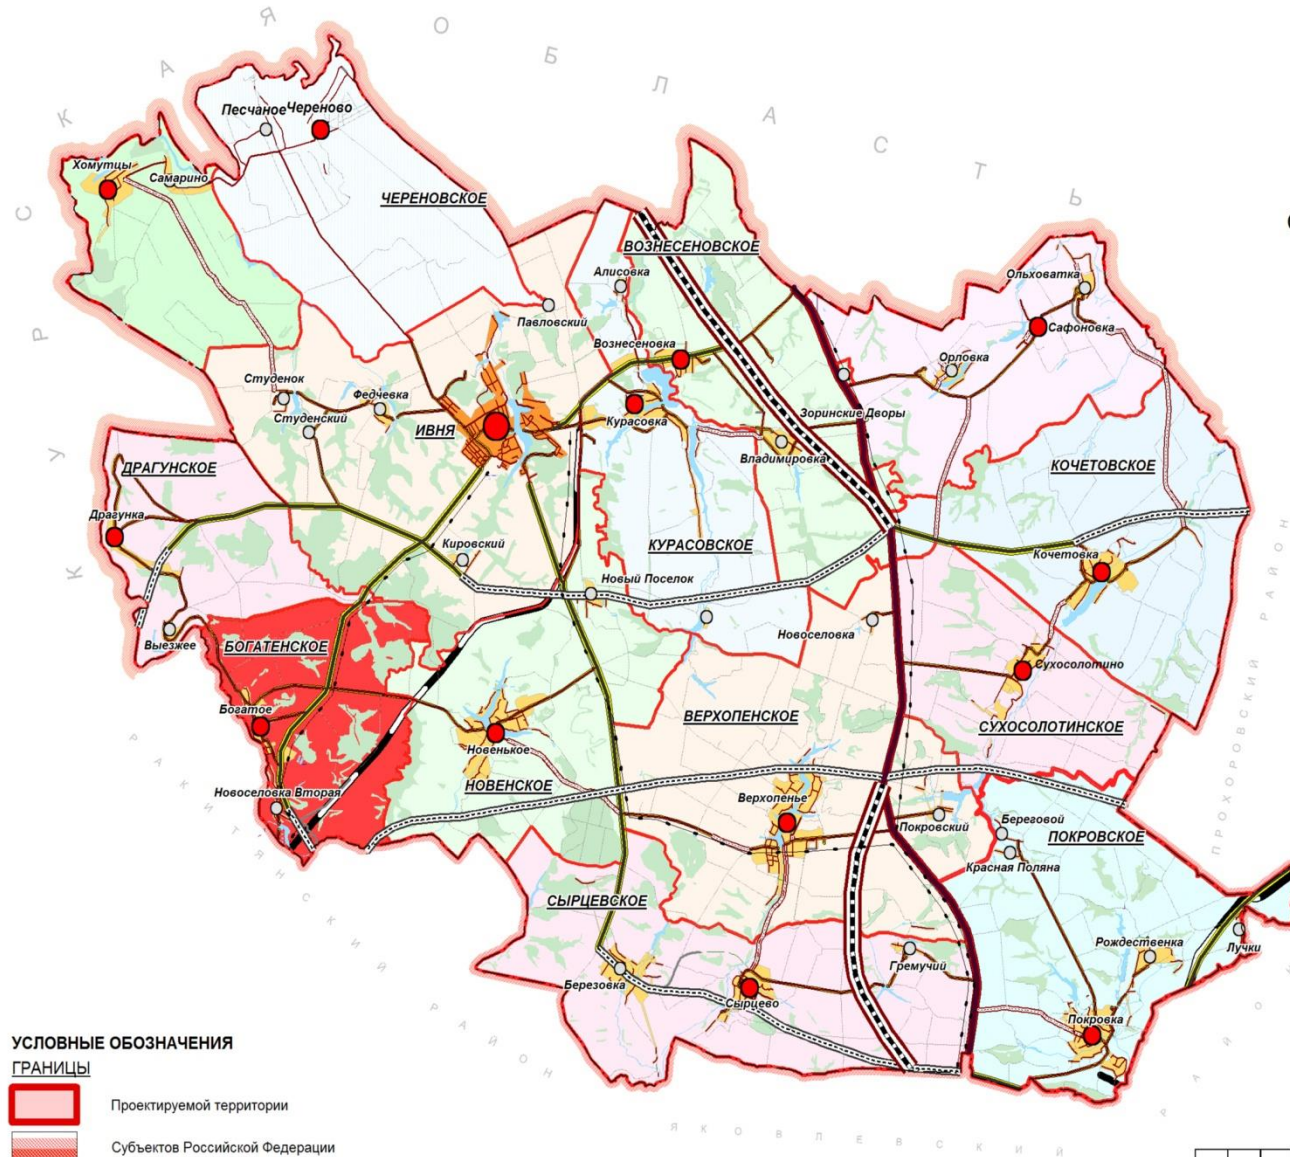 КУРСКАЯ ОБЛАСТЬ
Песчаное
Череново
Хомутцы
Самарино
ЧЕРЕНОВСКОЕ
ВОЗНЕСЕНОВСКОЕ
Алисовка
Ольховатка
Павловский
Сафоновка
Вознесеновка
Орловка
Студенок
Федчевка
Студенский
ИВНЯ
Курасовка
Зоринские Дворы
Владимировка
ДРАГУНСКОЕ
КОЧЕТОВСКОЕ
Драгунка
Кировский
КУРАСОВСКОЕ
Кочетовка
Новый Поселок
Новоселовка
Выезжее
БОГАТЕНСКОЕ
Сухосолотино
Богатое
ВЕРХОПЕНСКОЕ
СУХОСОЛОТИНСКОЕ
Новенькое
НОВЕНСКОЕ
Новоселовка Вторая
Верхопенье
Покровский
Береговой
ПОКРОВСКОЕ
Красная Поляна
СЫРЦЕВСКОЕ
Рождественка
Лучки
Гремучий
Березовка
Сырцево
Покровка
РАКИТЯНСКИЙ РАЙОН
ПРОХОРОВСКИЙ РАЙОН
ЯКОВЛЕВСКИЙ РАЙО
УСЛОВНЫЕ ОБОЗНАЧЕНИЯ
ГРАНИЦЫ
Проектируемой территории
Субъектов Российской Федерации